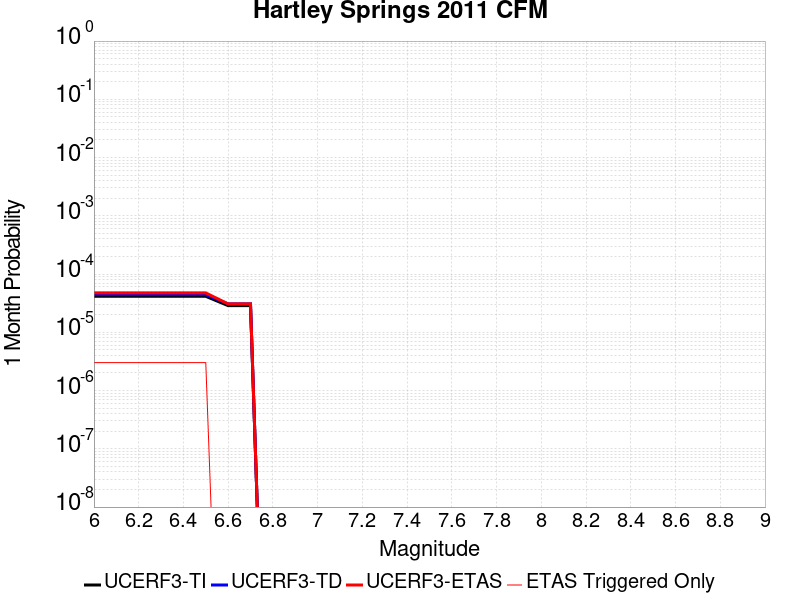 Hartley Springs 2011 CFM
10^0
10^-1
10^-2
10^-3
10^-4
10^-5
10^-6
10^-7
10^-8
1 Month Probability
6 6.2 6.4 6.6 6.8 7 7.2 7.4 7.6 7.8 8 8.2 8.4 8.6 8.8 9
Magnitude
UCERF3-TI UCERF3-TD UCERF3-ETAS ETAS Triggered Only